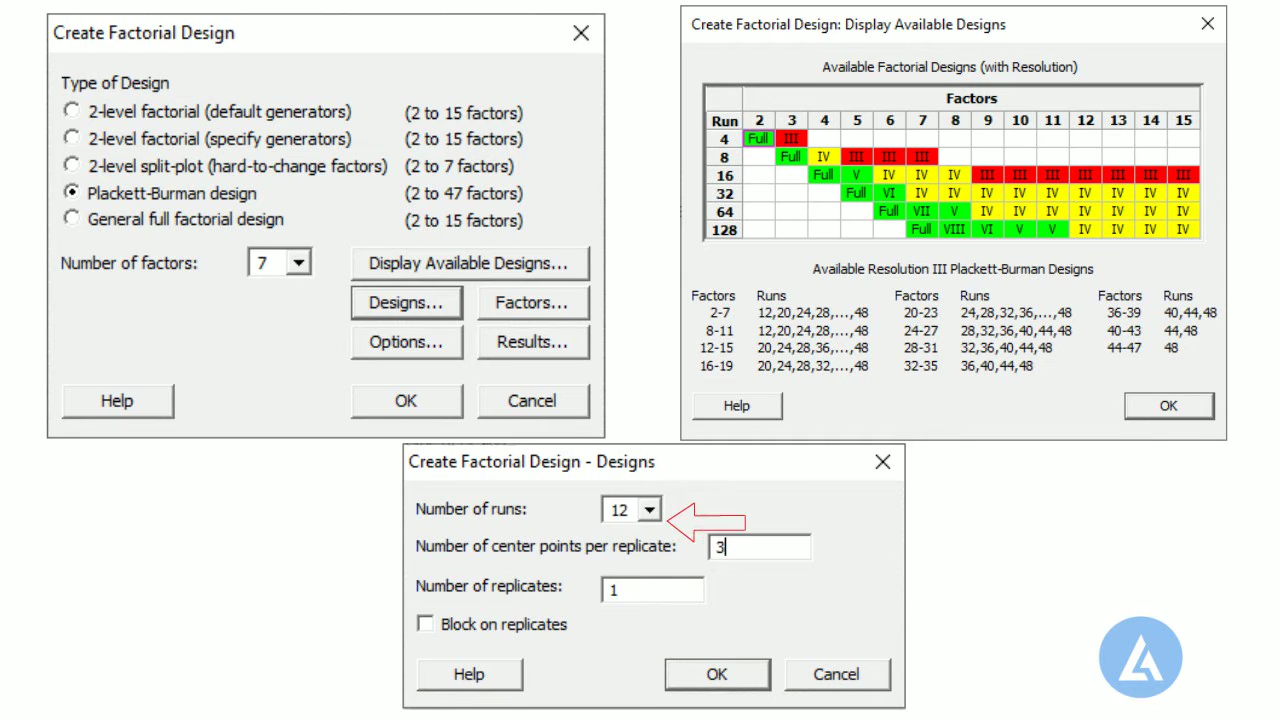 Create Factorial Design
Type of Design
2-level factorial (default generators) (2 to 15 factors)
2-level factorial (specify generators) (2 to 15 factors)
2-level split-plot (hard-to-change factors) (2 to 7 factors)
Plackett-Burman design (2 to 47 factors)
General full factorial design (2 to 15 factors)
Number of factors: 7 Display Available Designs...
Designs... Factors...
Options... Results...
Help OK Cancel
Create Factorial Design: Display Available Designs
Available Factorial Designs (with Resolution)
Factors
Run 2 3 4 5 6 7 8 9 10 11 12 13 14 15
4 Full III
8 Full IV III III III
16 Full V IV IV IV III III III III III III III
32 Full VI IV IV IV IV IV IV IV IV IV
64 Full VII V IV IV IV IV IV IV IV
128 Full VIII VI V V IV IV IV IV
Available Resolution III Plackett-Burman Designs
Factors Runs Factors Runs Factors Runs
2-7 12,20,24,28,...,48 20-23 24,28,32,36,...,48 36-39 40,44,48
8-11 12,20,24,28,...,48 24-27 28,32,36,40,44,48 40-43 44,48
12-15 20,24,28,36,...,48 28-31 32,36,40,44,48 44-47 48
16-19 20,24,28,32,...,48 32-35 36,40,44,48
Help OK
Create Factorial Design - Designs
Number of runs: 12
Number of center points per replicate: 3
Number of replicates: 1
Block on replicates
Help OK Cancel